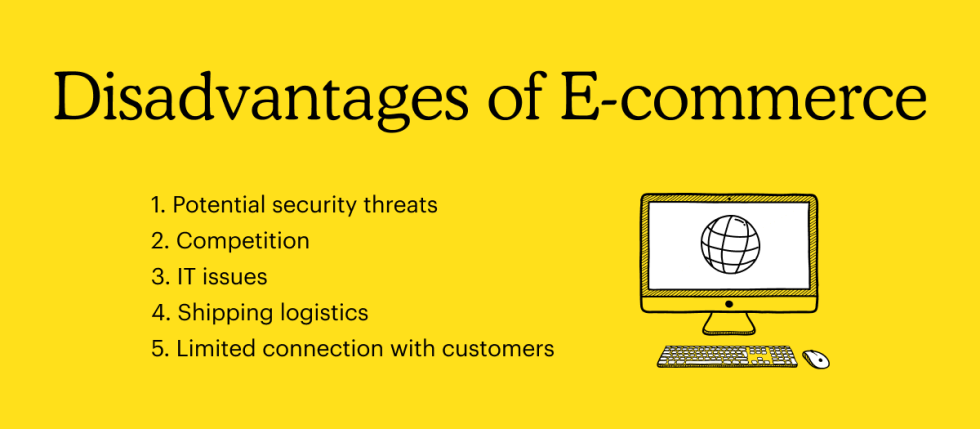 Disadvantages of E-commerce
1. Potential security threats
2. Competition
3. IT issues
4. Shipping logistics
5. Limited connection with customers